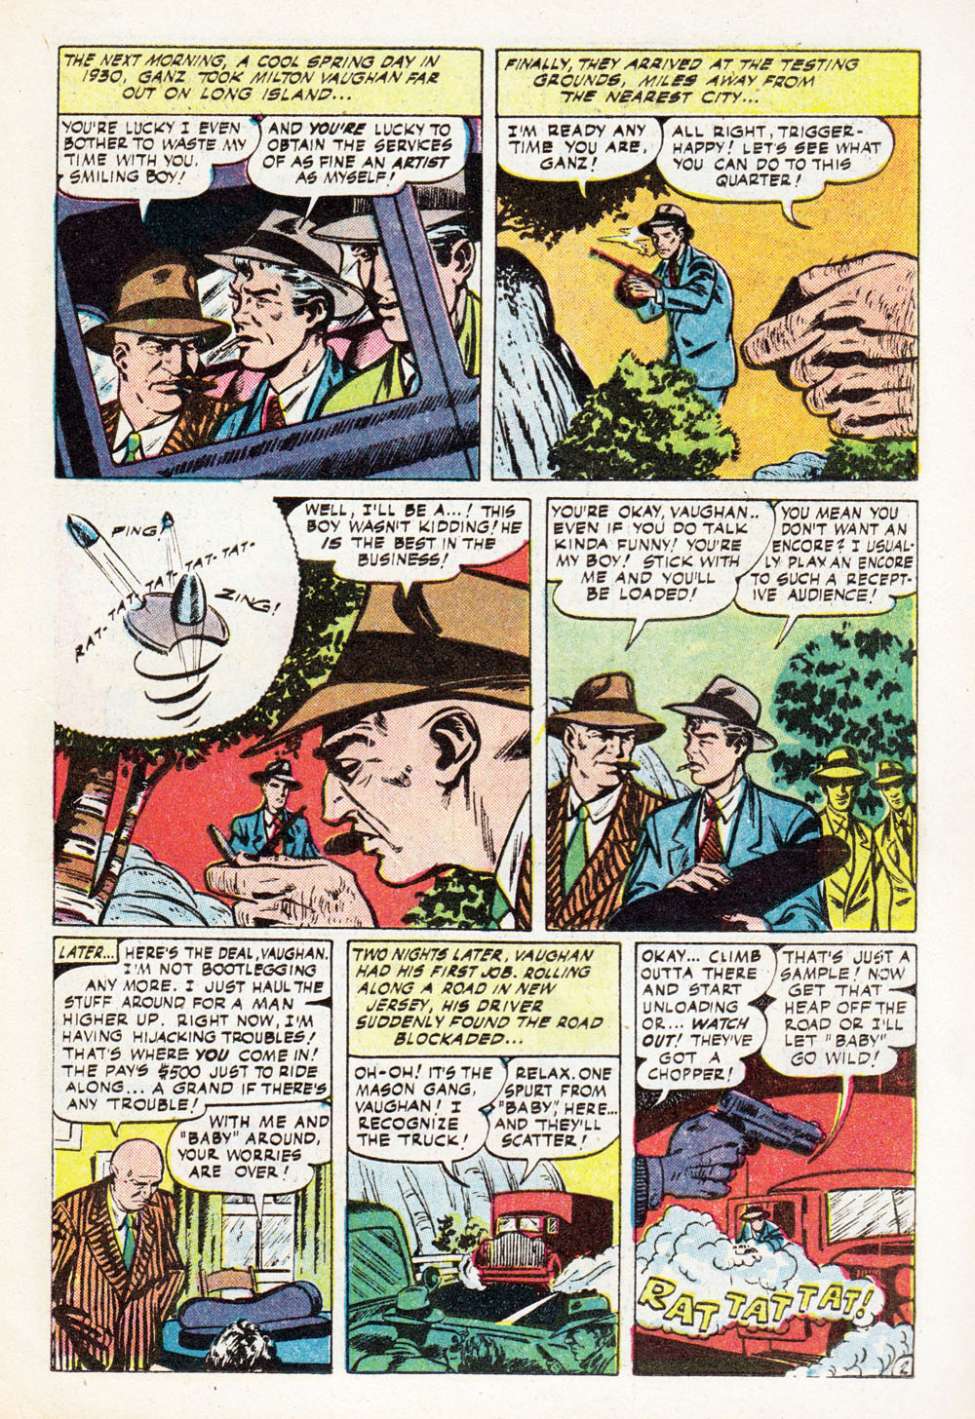 THE NEXT MORNING, A COOL SPRING DAY IN
1930, GANZ TOOK MILTON VAUGHAN FAR
OUT ON LONG ISLAND...
YOU'RE LUCKY I EVEN
BOTHER TO WASTE MY
TIME WITH YOU,
SMILING BOY!
AND YOU'RE LUCKY TO
OBTAIN THE SERVICES
OF AS FINE AN ARTIST
AS MYSELF!
FINALLY, THEY ARRIVED AT THE TESTING
GROUNDS, MILES AWAY FROM
THE NEAREST CITY...
I'M READY ANY
TIME YOU ARE,
GANZ!
ALL RIGHT, TRIGGER-
HAPPY! LET'S SEE WHAT
YOU CAN DO TO THIS
QUARTER!
PING!
RAT-TAT-TAT-TAT-TAT-
ZING!
WELL, I'LL BE A...! THIS
BOY WASN'T KIDDING! HE
IS THE BEST IN THE
BUSINESS!
YOU'RE OKAY, VAUGHAN..
EVEN IF YOU DO TALK
KINDA FUNNY! YOU'RE
MY BOY! STICK WITH
ME AND YOU'LL
BE LOADED!
YOU MEAN YOU
DON'T WANT AN
ENCORE? I USUAL-
LY PLAY AN ENCORE
TO SUCH A RECEPT-
IVE AUDIENCE!
LATER...
HERE'S THE DEAL, VAUGHAN.
I'M NOT BOOTLEGGING
ANY MORE. I JUST HAUL THE
STUFF AROUND FOR A MAN
HIGHER UP. RIGHT NOW, I'M
HAVING HIJACKING TROUBLES!
THAT'S WHERE YOU COME IN!
THE PAY'S $500 JUST TO RIDE
ALONG... A GRAND IF THERE'S
ANY TROUBLE!
WITH ME AND
"BABY" AROUND,
YOUR WORRIES
ARE OVER!
TWO NIGHTS LATER, VAUGHAN
HAD HIS FIRST JOB. ROLLING
ALONG A ROAD IN NEW
JERSEY, HIS DRIVER
SUDDENLY FOUND THE ROAD
BLOCKADED...
OH-OH! IT'S THE
MASON GANG,
VAUGHAN! I
RECOGNIZE
THE TRUCK!
RELAX. ONE
SPURT FROM
"BABY", HERE...
AND THEY'LL
SCATTER!
OKAY... CLIMB
OUTTA THERE
AND START
UNLOADING
OR... WATCH
OUT! THEY'VE
GOT A
CHOPPER!
THAT'S JUST A
SAMPLE! NOW
GET THAT
HEAP OFF THE
ROAD OR I'LL
LET "BABY"
GO WILD!
RAT TAT TAT!
2